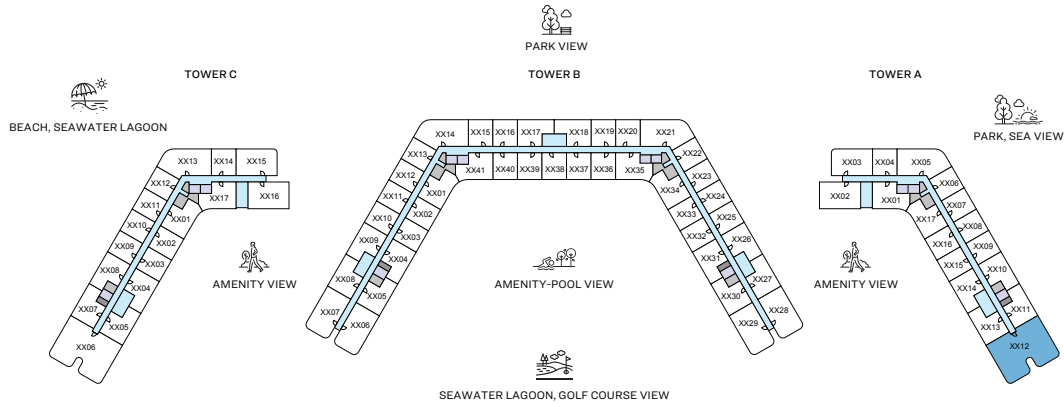 PARK VIEW
TOWER C
TOWER B
TOWER A
BEACH, SEAWATER LAGOON
PARK, SEA VIEW
XX13
XX14
XX15
XX12
XX11
XX10
XX09
XX08
XX07
XX06
XX01
XX17
XX16
XX02
XX03
XX04
XX05
XX14
XX15
XX16
XX17
XX18
XX19
XX20
XX21
XX13
XX12
XX11
XX10
XX09
XX08
XX07
XX06
XX41
XX40
XX39
XX38
XX37
XX36
XX35
XX01
XX02
XX03
XX04
XX05
XX22
XX23
XX24
XX25
XX26
XX27
XX28
XX34
XX33
XX32
XX31
XX30
XX29
XX03
XX04
XX05
XX02
XX01
XX17
XX06
XX07
XX08
XX09
XX10
XX11
XX16
XX15
XX14
XX13
XX12
AMENITY VIEW
AMENITY-POOL VIEW
AMENITY VIEW
SEAWATER LAGOON, GOLF COURSE VIEW